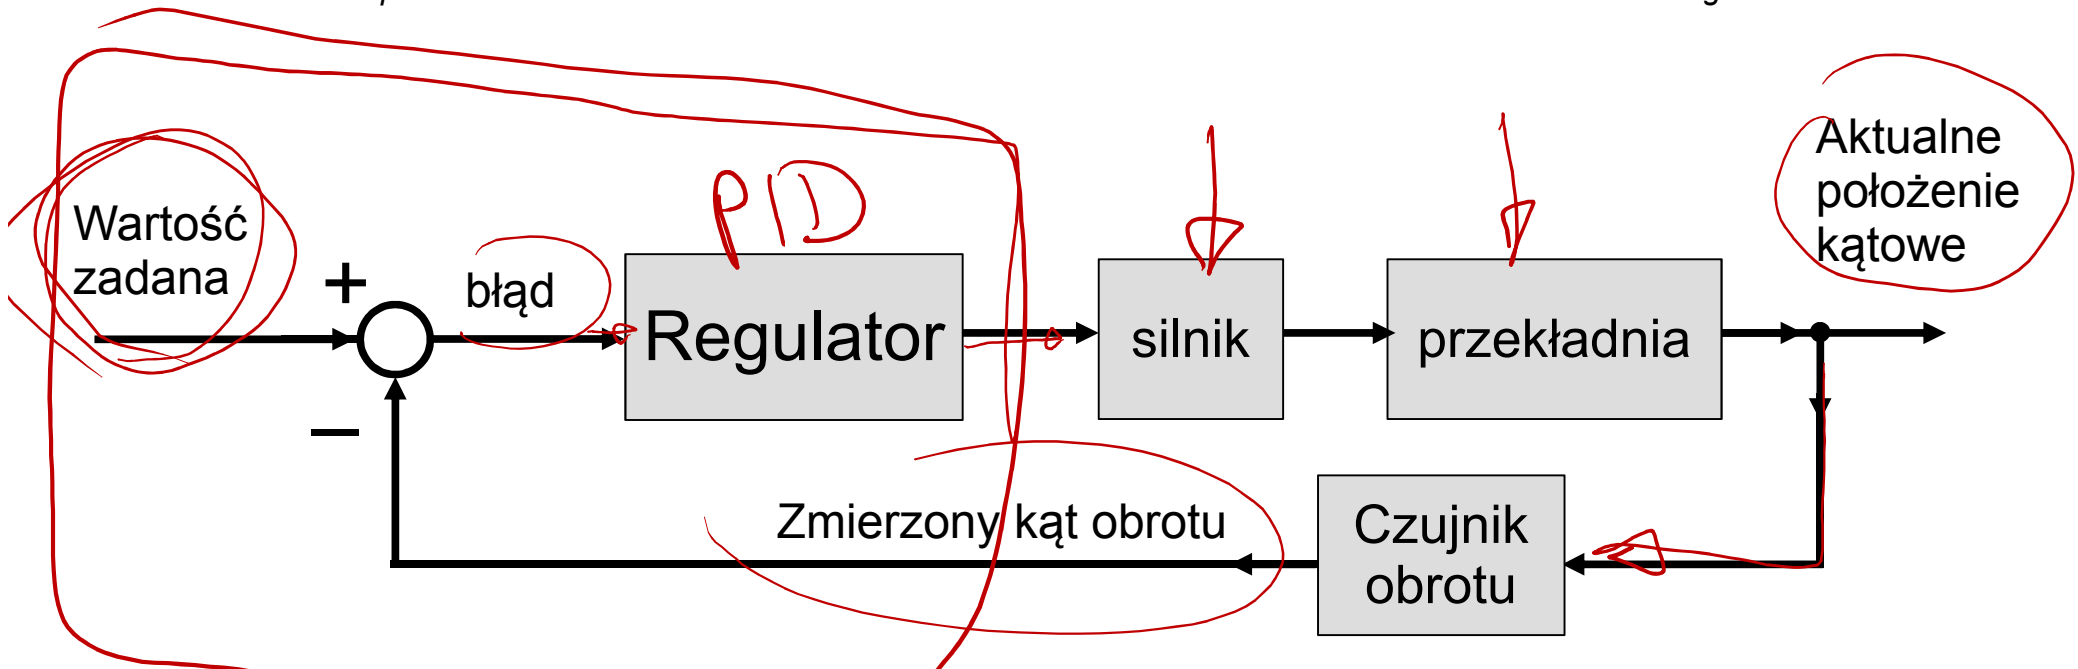 PID
Wartość
zadana
+
błąd
Regulator
silnik
przekładnia
Aktualne
położenie
kątowe
–
Zmierzony kąt obrotu
Czujnik
obrotu